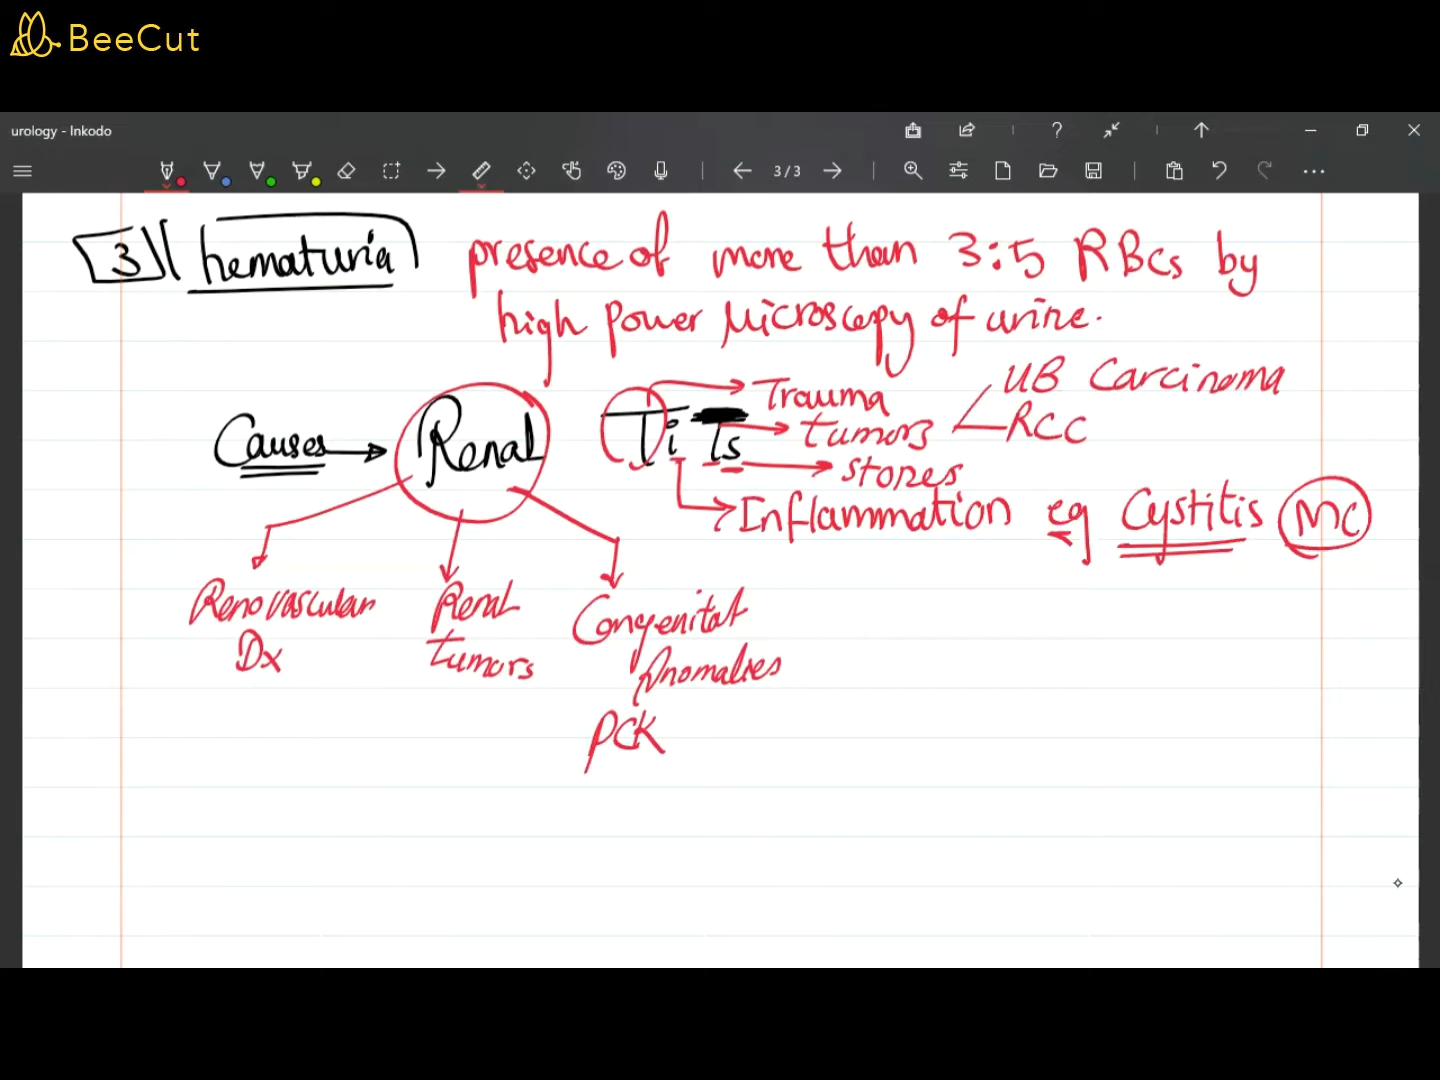 BeeCut
urology - Inkodo
3/3
3 hematuria presence of more than 3:5 RBCs by
high power Microscopy of urine.
Causes → Renal TiTs
Trauma
tumors
UB Carcinoma
RCC
stones
Inflammation eg Cystitis MC
Renovascular
Dx
Renal
tumors
Congenital
Anomalies
PCK